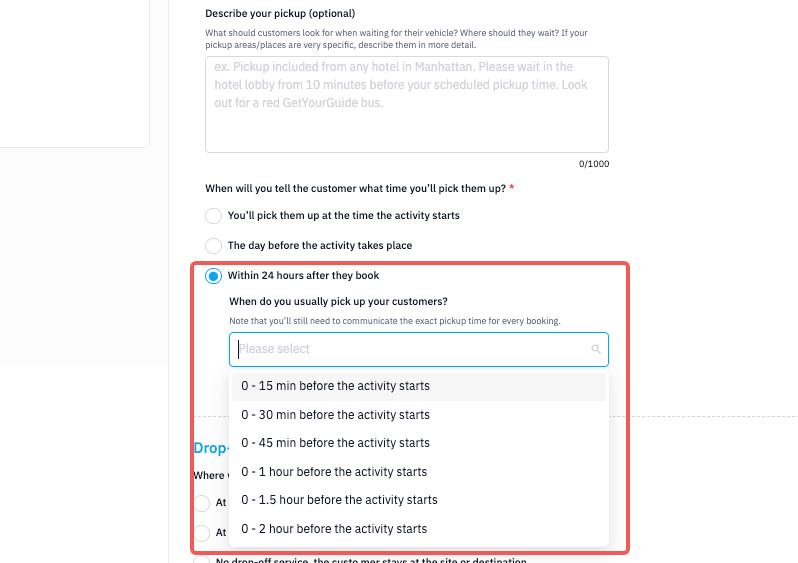 Describe your pickup (optional)
What should customers look for when waiting for their vehicle? Where should they wait? If your
pickup areas/places are very specific, describe them in more detail.
ex. Pickup included from any hotel in Manhattan. Please wait in the
hotel lobby from 10 minutes before your scheduled pickup time. Look
out for a red GetYourGuide bus.
0/1000
When will you tell the customer what time you’ll pick them up? *
You’ll pick them up at the time the activity starts
The day before the activity takes place
Within 24 hours after they book
When do you usually pick up your customers?
Note that you’ll still need to communicate the exact pickup time for every booking.
Please select
0 - 15 min before the activity starts
0 - 30 min before the activity starts
0 - 45 min before the activity starts
Drop-
0 - 1 hour before the activity starts
Where
0 - 1.5 hour before the activity starts
At
0 - 2 hour before the activity starts
At
No drop-off service, the customer stays at the site or destination